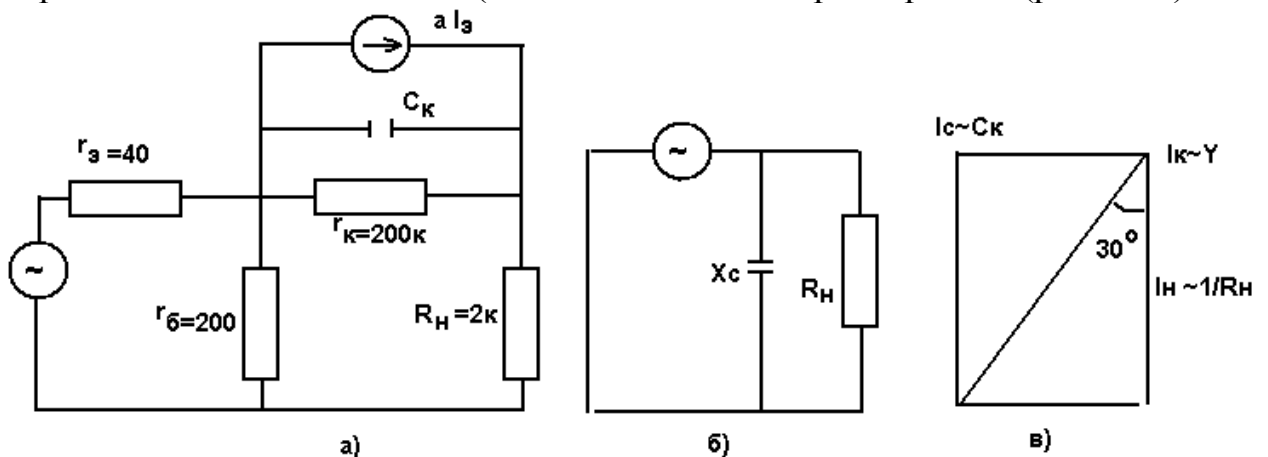 a Iэ
Cк
rэ =40
rк=200к
rб=200
Rн =2к
~
а)
~
Xc
Rн
б)
Ic~Cк
Iк~Y
30°
Iн ~1/Rн
в)